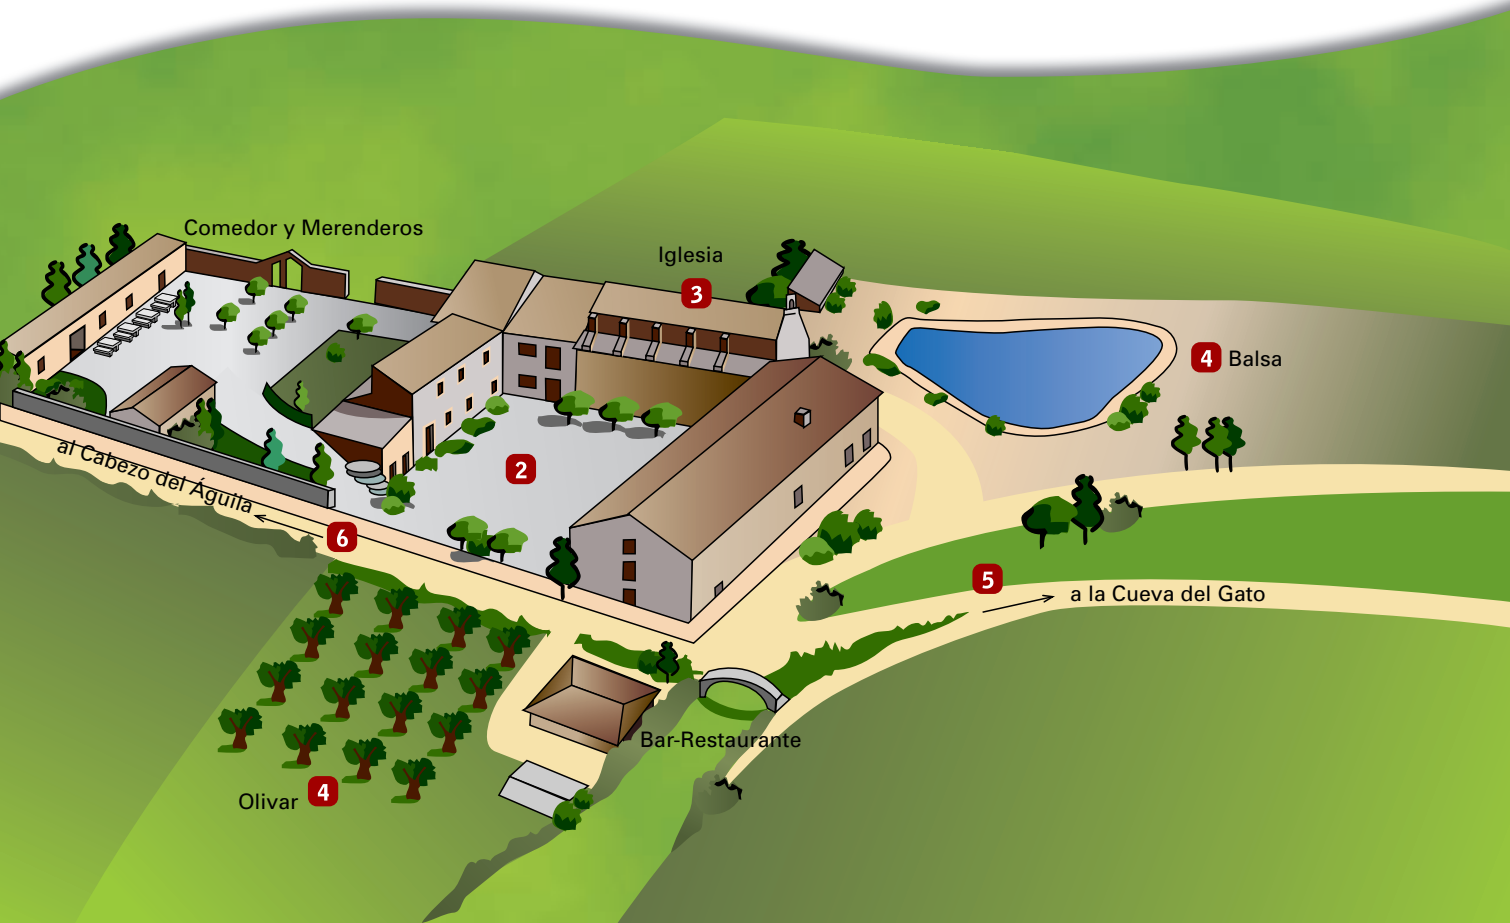 Comedor y Merenderos
Iglesia
3
4 Balsa
2
al Cabezo del Águila
6
5
a la Cueva del Gato
Bar-Restaurante
Olivar 4